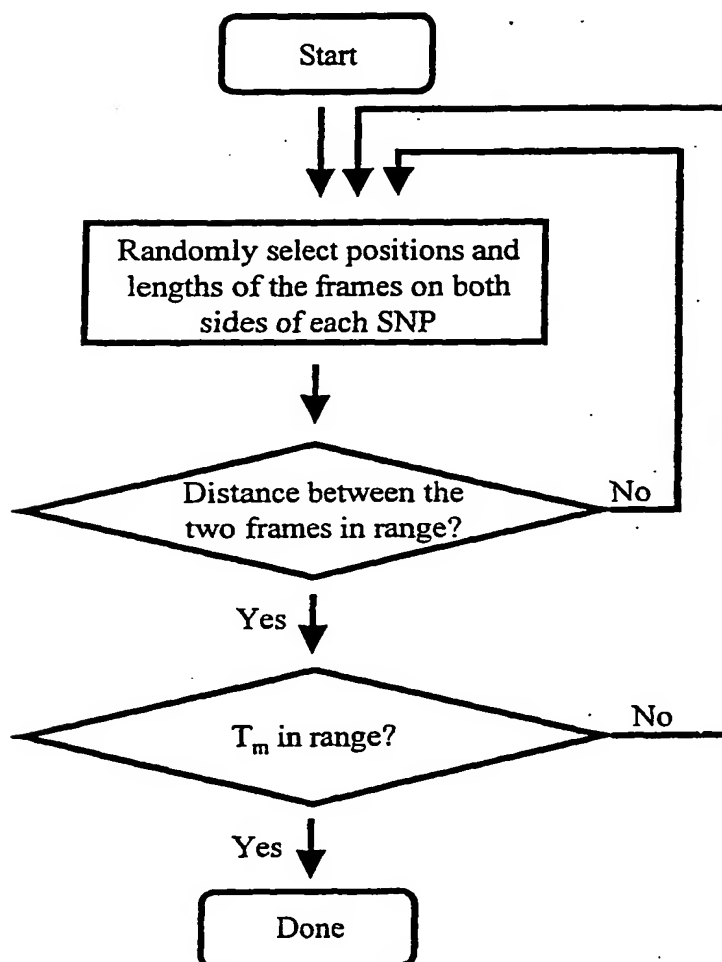 Start
Randomly select positions and
lengths of the frames on both
sides of each SNP
Distance between the
two frames in range?
No
Yes
Tm in range?
No
Yes
Done